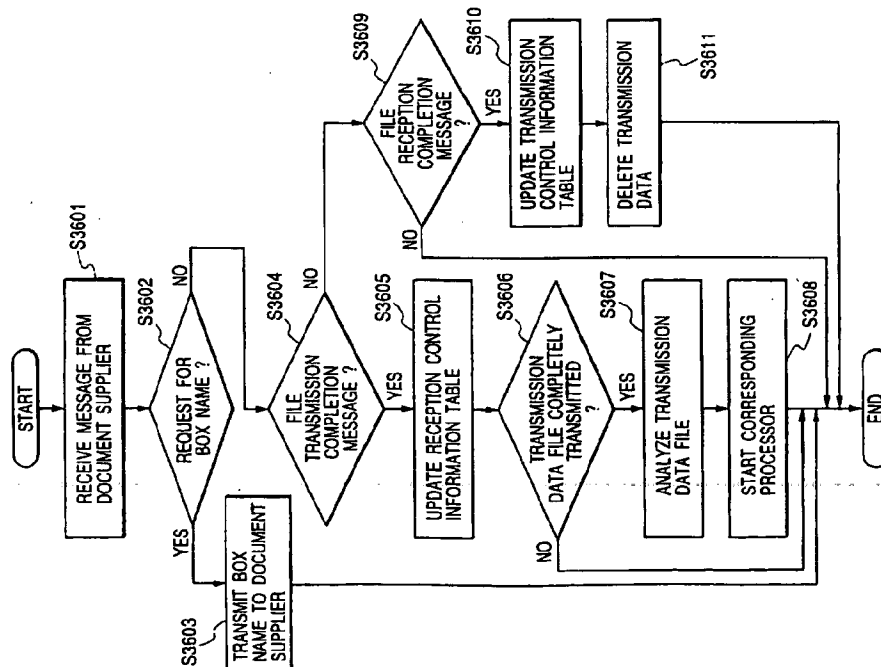 START
S3601
RECEIVE MESSAGE FROM
DOCUMENT SUPPLIER
S3602
REQUEST FOR
BOX NAME ?
YES
NO
S3603
TRANSMIT BOX
NAME TO DOCUMENT
SUPPLIER
S3604
FILE
TRANSMISSION
COMPLETION
MESSAGE ?
NO
YES
S3605
UPDATE RECEPTION CONTROL
INFORMATION TABLE
S3606
TRANSMISSION
DATA FILE COMPLETELY
TRANSMITTED
?
NO
YES
S3607
ANALYZE TRANSMISSION
DATA FILE
S3608
START CORRESPONDING
PROCESSOR
S3609
FILE
RECEPTION
COMPLETION
MESSAGE
?
NO
YES
S3610
UPDATE TRANSMISSION
CONTROL INFORMATION
TABLE
S3611
DELETE TRANSMISSION
DATA
END